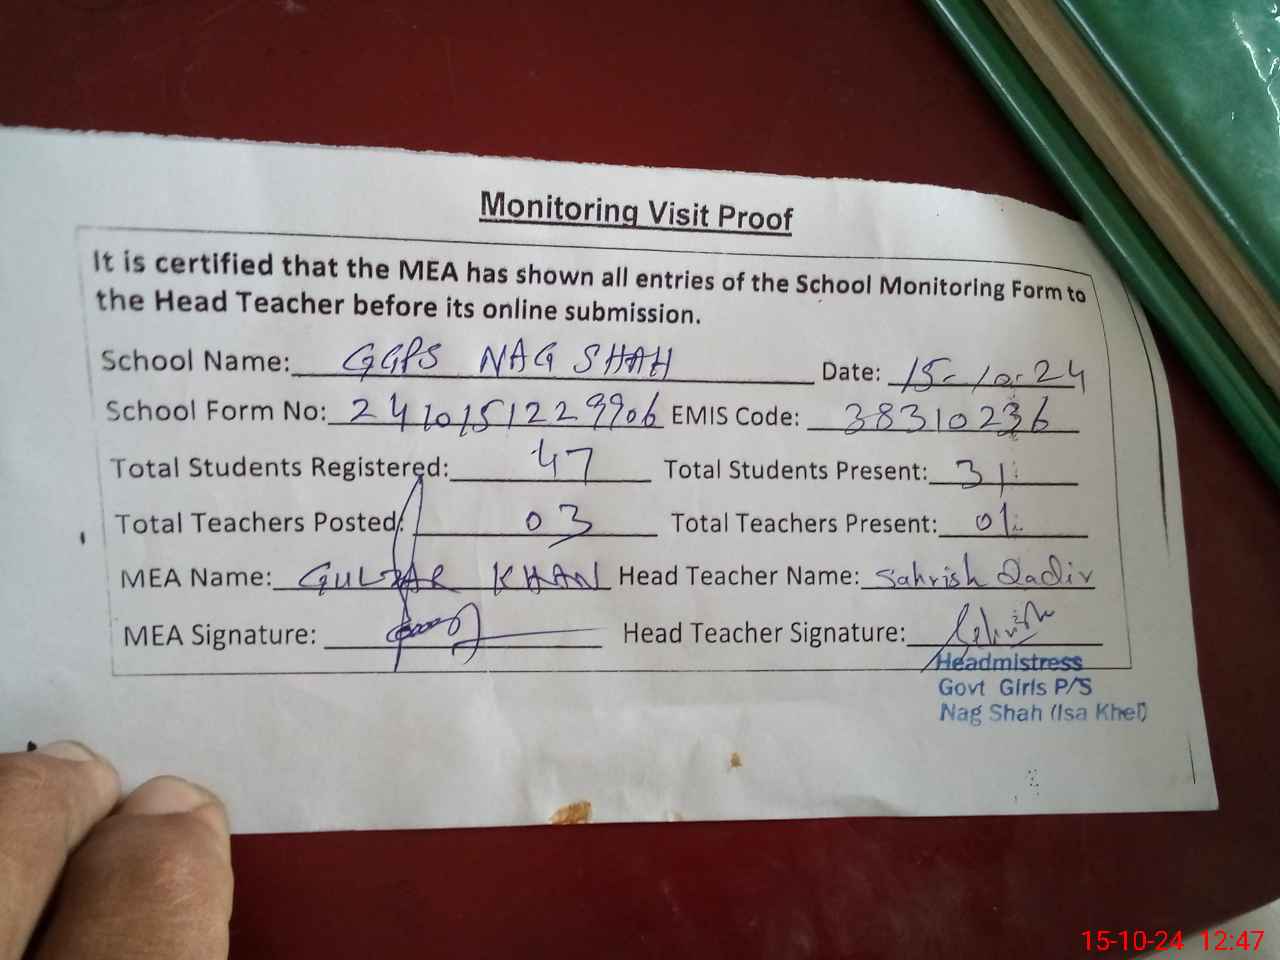 Monitoring Visit Proof
It is certified that the MEA has shown all entries of the School Monitoring Form to
the Head Teacher before its online submission.
School Name: GGPS NAG SHAH Date: 15-10-24
School Form No: 241015122 9906 EMIS Code: 38310236
Total Students Registered: 47 Total Students Present: 31
Total Teachers Posted: 03 Total Teachers Present: 01
MEA Name: GULZAR KHAN Head Teacher Name: Sahrish Qadir
MEA Signature: Head Teacher Signature:
Headmistress
Govt Girls P/S
Nag Shah (Isa Khel)
15-10-24 12:47